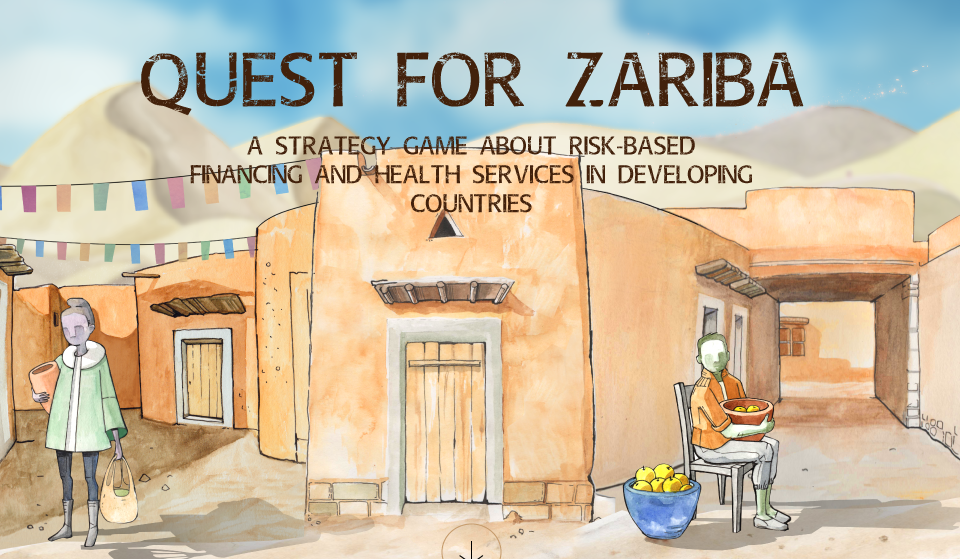 QUEST FOR ZARIBA
A STRATEGY GAME ABOUT RISK-BASED
FINANCING AND HEALTH SERVICES IN DEVELOPING
COUNTRIES